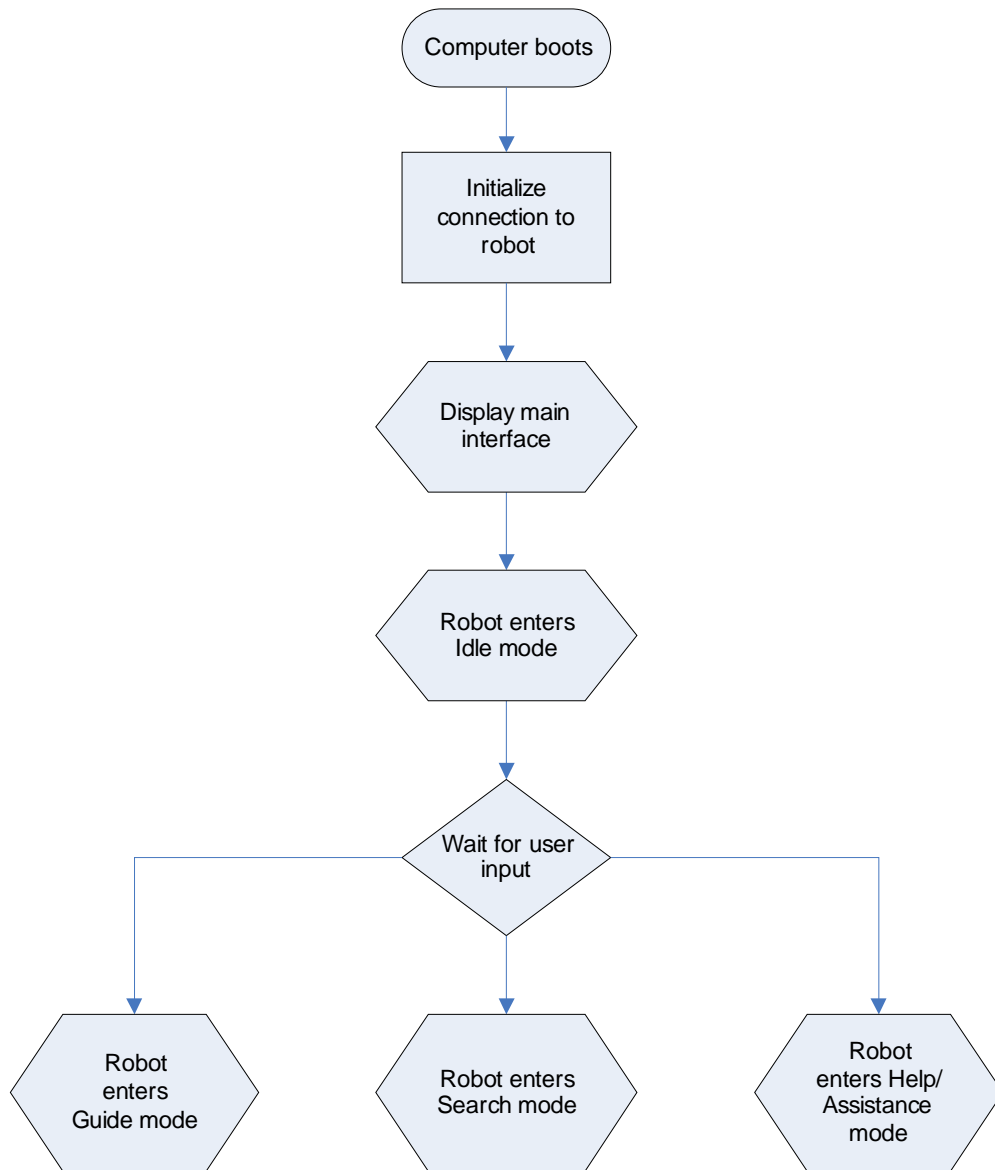 Computer boots
Initialize
connection to
robot
Display main
interface
Robot enters
Idle mode
Wait for user
input
Robot
enters
Guide mode
Robot enters
Search mode
Robot
enters Help/
Assistance
mode